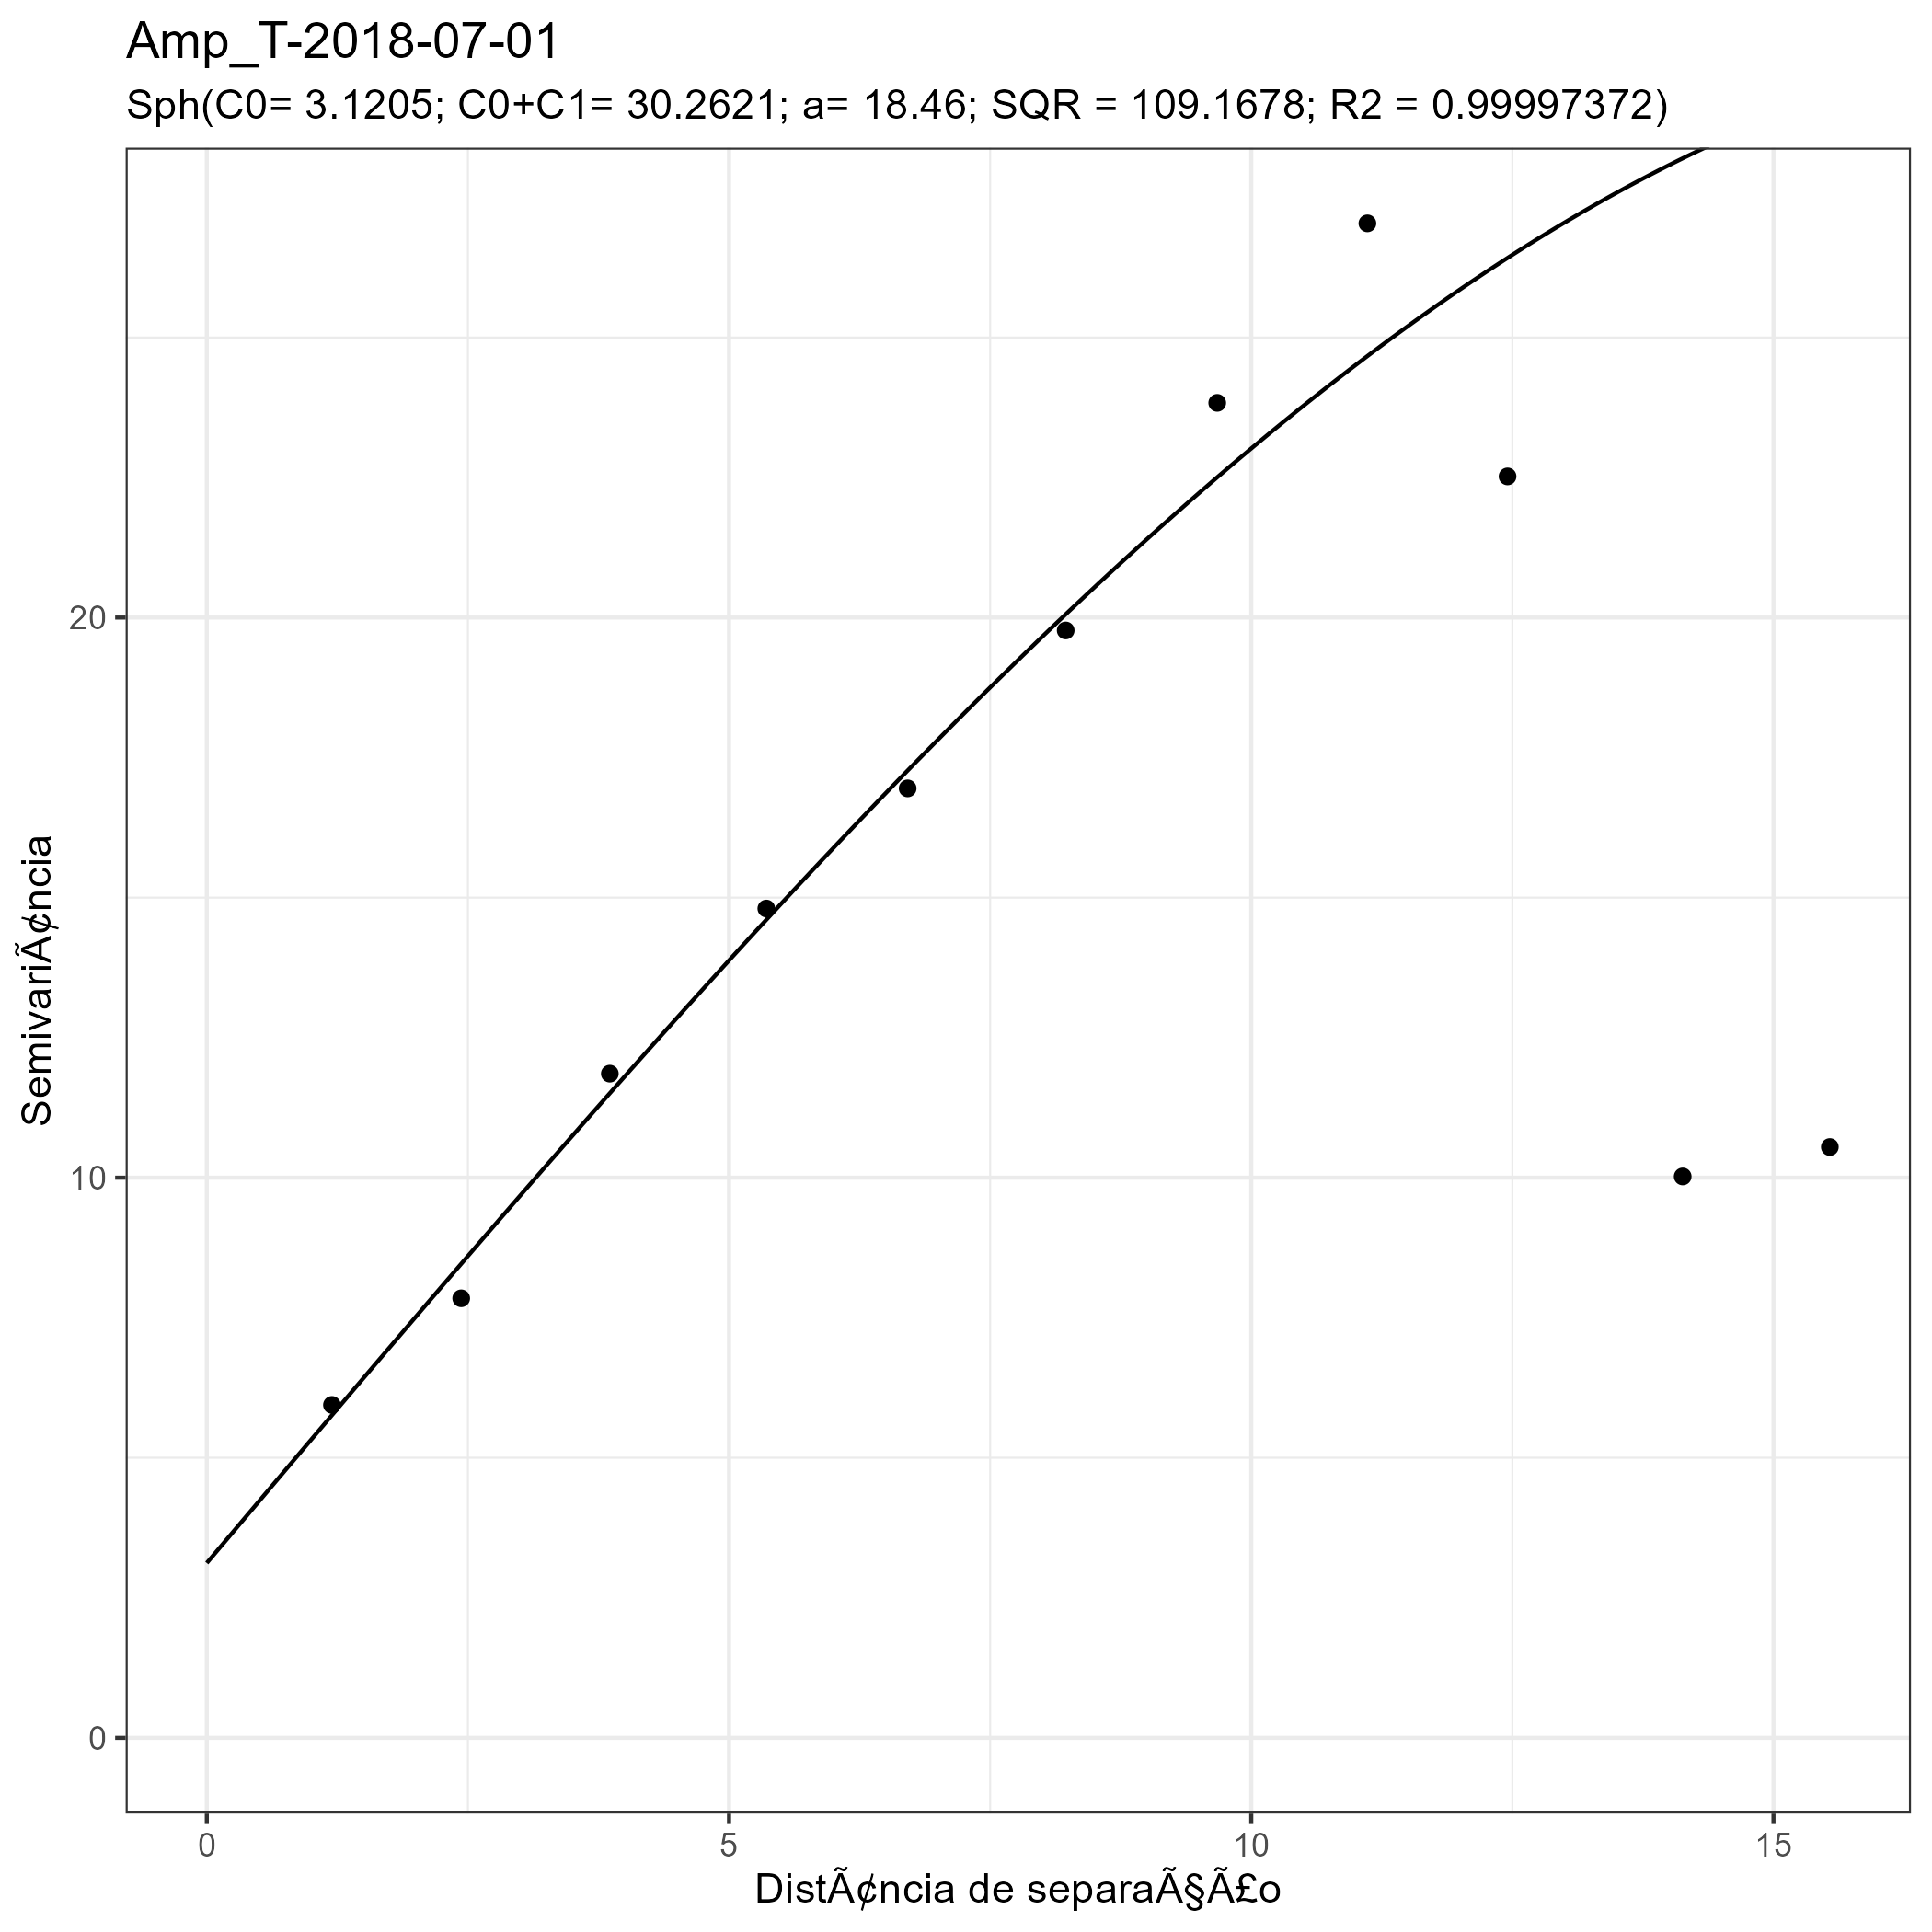 Amp_T-2018-07-01
Sph(C0= 3.1205; C0+C1= 30.2621; a= 18.46; SQR = 109.1678; R2 = 0.99997372)
SemivariÃ¢ncia
20
10
0
0
5
10
15
DistÃ¢ncia de separaÃ§Ã£o